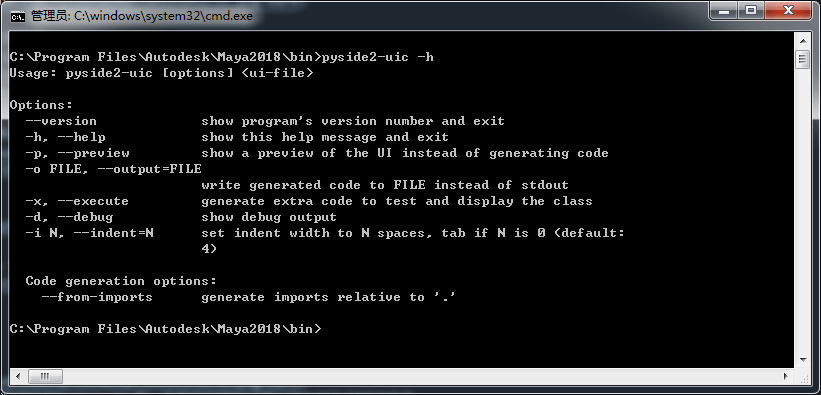 管理员: C:\windows\system32\cmd.exe
C:\Program Files\Autodesk\Maya2018\bin>pyside2-uic -h
Usage: pyside2-uic [options] <ui-file>
Options:
--version show program's version number and exit
-h, --help show this help message and exit
-p, --preview show a preview of the UI instead of generating code
-o FILE, --output=FILE
write generated code to FILE instead of stdout
-x, --execute generate extra code to test and display the class
-d, --debug show debug output
-i N, --indent=N set indent width to N spaces, tab if N is 0 (default:
4)
Code generation options:
--from-imports generate imports relative to '.'
C:\Program Files\Autodesk\Maya2018\bin>